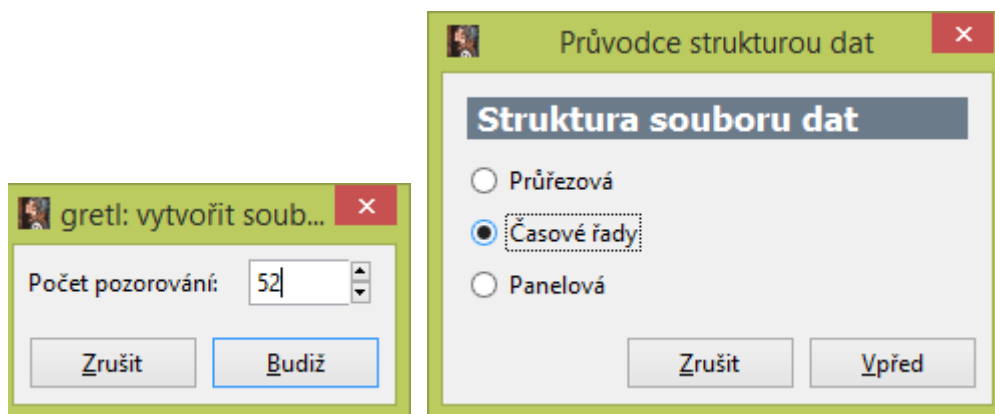 gretl: vytvořit soub...
Počet pozorování: 52
Zrušit Budiž
Průvodce strukturou dat
Struktura souboru dat
Průřezová
Časové řady
Panelová
Zrušit Vpřed